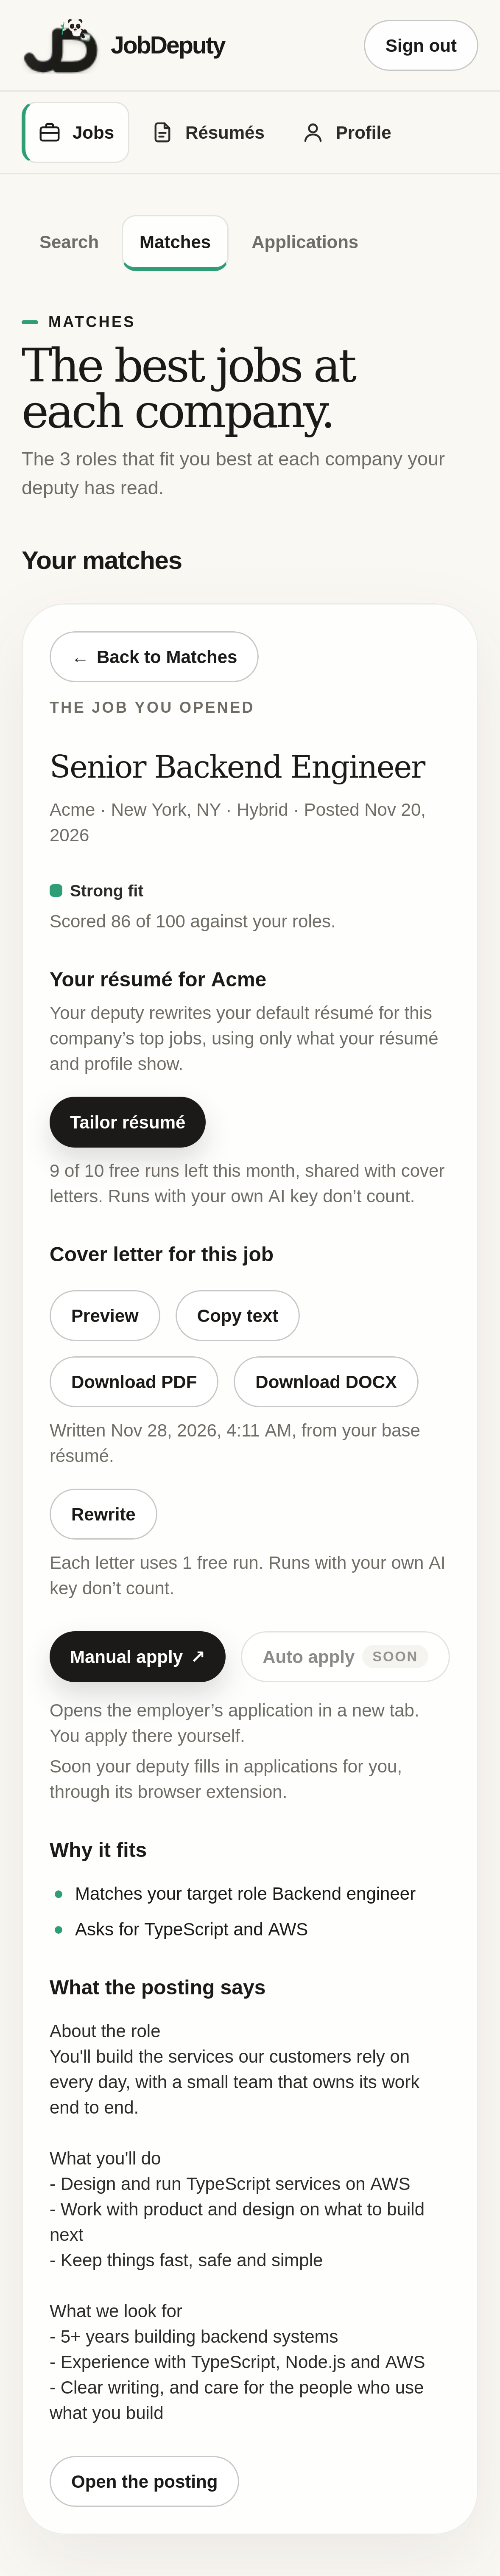 JobDeputy
Sign out
Jobs
Résumés
Profile
Search
Matches
Applications
MATCHES
The best jobs at
each company.
The 3 roles that fit you best at each company your
deputy has read.
Your matches
← Back to Matches
THE JOB YOU OPENED
Senior Backend Engineer
Acme · New York, NY · Hybrid · Posted Nov 20,
2026
Strong fit
Scored 86 of 100 against your roles.
Your résumé for Acme
Your deputy rewrites your default résumé for this
company’s top jobs, using only what your résumé
and profile show.
Tailor résumé
9 of 10 free runs left this month, shared with cover
letters. Runs with your own AI key don’t count.
Cover letter for this job
Preview
Copy text
Download PDF
Download DOCX
Written Nov 28, 2026, 4:11 AM, from your base
résumé.
Rewrite
Each letter uses 1 free run. Runs with your own AI
key don’t count.
Manual apply ↗
Auto apply SOON
Opens the employer’s application in a new tab.
You apply there yourself.
Soon your deputy fills in applications for you,
through its browser extension.
Why it fits
Matches your target role Backend engineer
Asks for TypeScript and AWS
What the posting says
About the role
You'll build the services our customers rely on
every day, with a small team that owns its work
end to end.
What you'll do
- Design and run TypeScript services on AWS
- Work with product and design on what to build
next
- Keep things fast, safe and simple
What we look for
- 5+ years building backend systems
- Experience with TypeScript, Node.js and AWS
- Clear writing, and care for the people who use
what you build
Open the posting